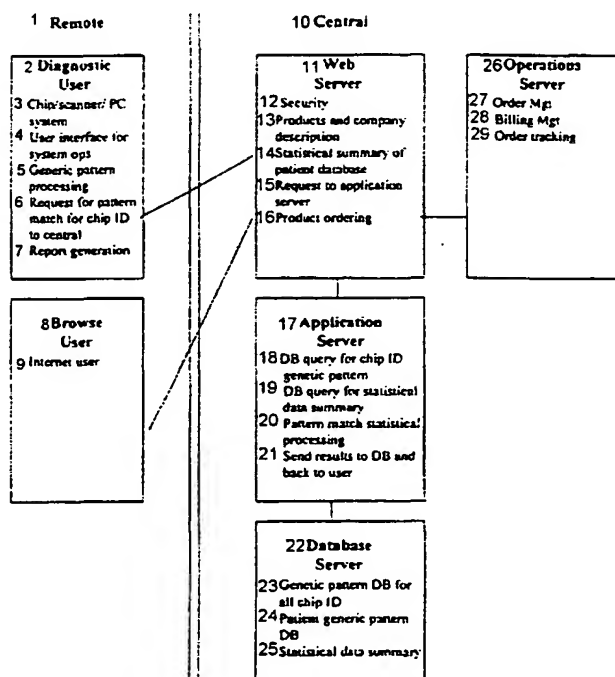 1 Remote
10 Central
2 Diagnostic
User
3 Chip/scanner/ PC
system
4 User interface for
system ops
5 Generic pattern
processing
6 Request for pattern
match for chip ID
to central
7 Report generation
8 Browse
User
9 Internet user
11 Web
Server
12 Security
13 Products and company
description
14 Statistical summary of
patient database
15 Request to application
server
16 Product ordering
26 Operations
Server
27 Order Mgt
28 Billing Mgt
29 Order tracking
17 Application
Server
18 DB query for chip ID
genetic pattern
19 DB query for statistical
data summary
20 Pattern match statistical
processing
21 Send results to DB and
back to user
22 Database
Server
23 Genetic pattern DB for
all chip ID
24 Patient generic pattern
DB
25 Statistical data summary